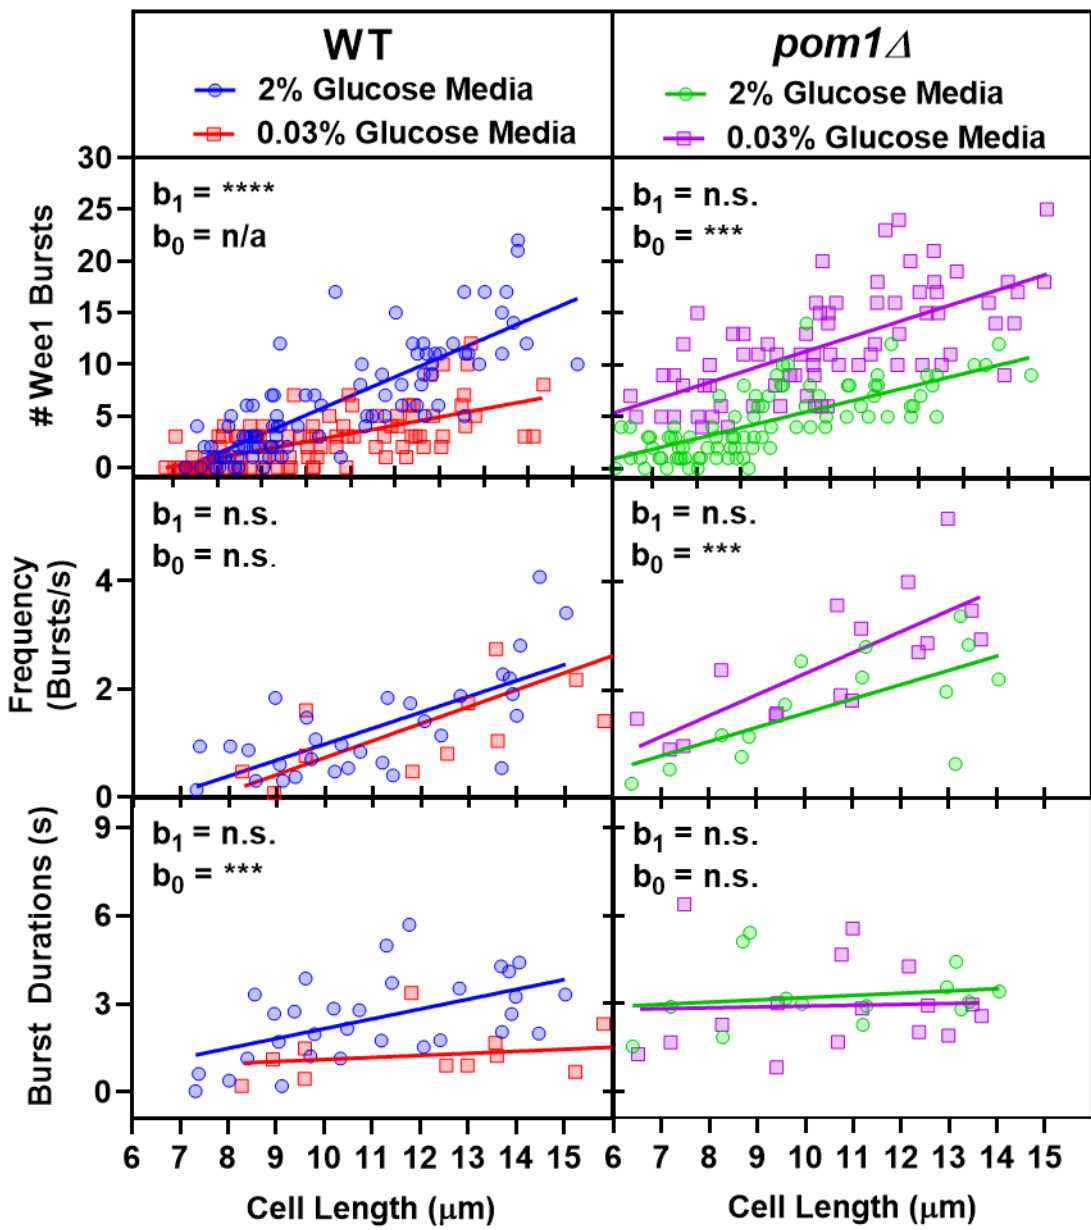 WT
2% Glucose Media
0.03% Glucose Media
pom1Δ
2% Glucose Media
0.03% Glucose Media
# Wee1 Bursts
30
25
20
15
10
5
0
b1 = ****
b0 = n/a
b1 = n.s.
b0 = ***
Frequency
(Bursts/s)
4
2
0
b1 = n.s.
b0 = n.s.
b1 = n.s.
b0 = ***
Burst Durations (s)
9
6
3
0
b1 = n.s.
b0 = ***
b1 = n.s.
b0 = n.s.
6 7 8 9 10 11 12 13 14 15
6 7 8 9 10 11 12 13 14 15
Cell Length (μm)
Cell Length (μm)